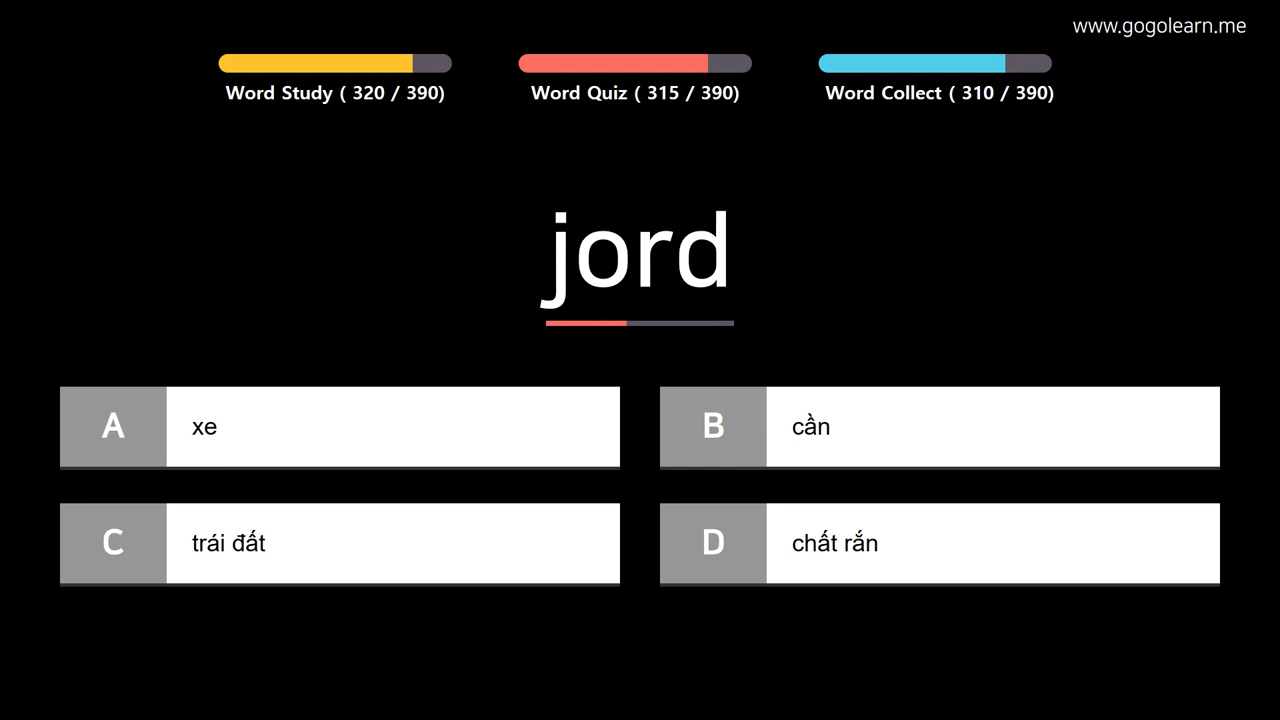 www.gogolearn.me
Word Study ( 320 / 390)
Word Quiz ( 315 / 390)
Word Collect ( 310 / 390)
jord
A xe
B cần
C trái đất
D chất rắn